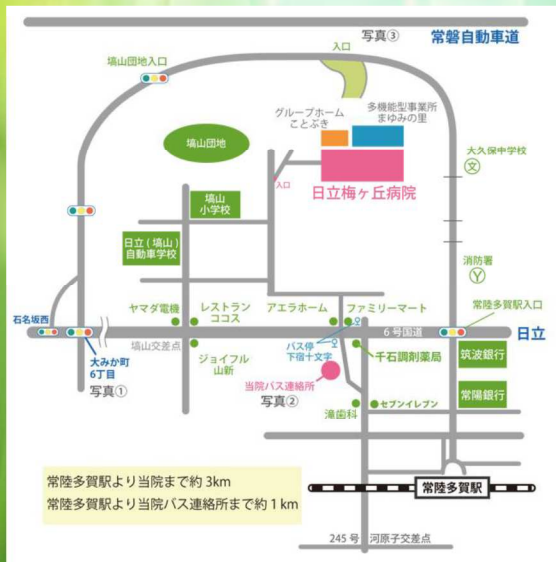 写真③
常磐自動車道
入口
塙山団地入口
グループホーム
ことぶき
多機能型事業所
まゆみの里
塙山団地
大久保中学校
文
入口
日立梅ヶ丘病院
塙山
小学校
日立(塙山)
自動車学校
消防署
Y
石名坂西
ヤマダ電機
レストラン
ココス
アエラホーム
ファミリーマート
常陸多賀駅入口
6号国道
日立
塙山交差点
バス停
下宿十文字
大みか町
6丁目
ジョイフル
山新
千石調剤薬局
筑波銀行
写真①
当院バス連絡所
写真②
滝歯科
セブンイレブン
常陽銀行
常陸多賀駅より当院まで約3km
常陸多賀駅より当院バス連絡所まで約1km
常陸多賀駅
245号
河原子交差点